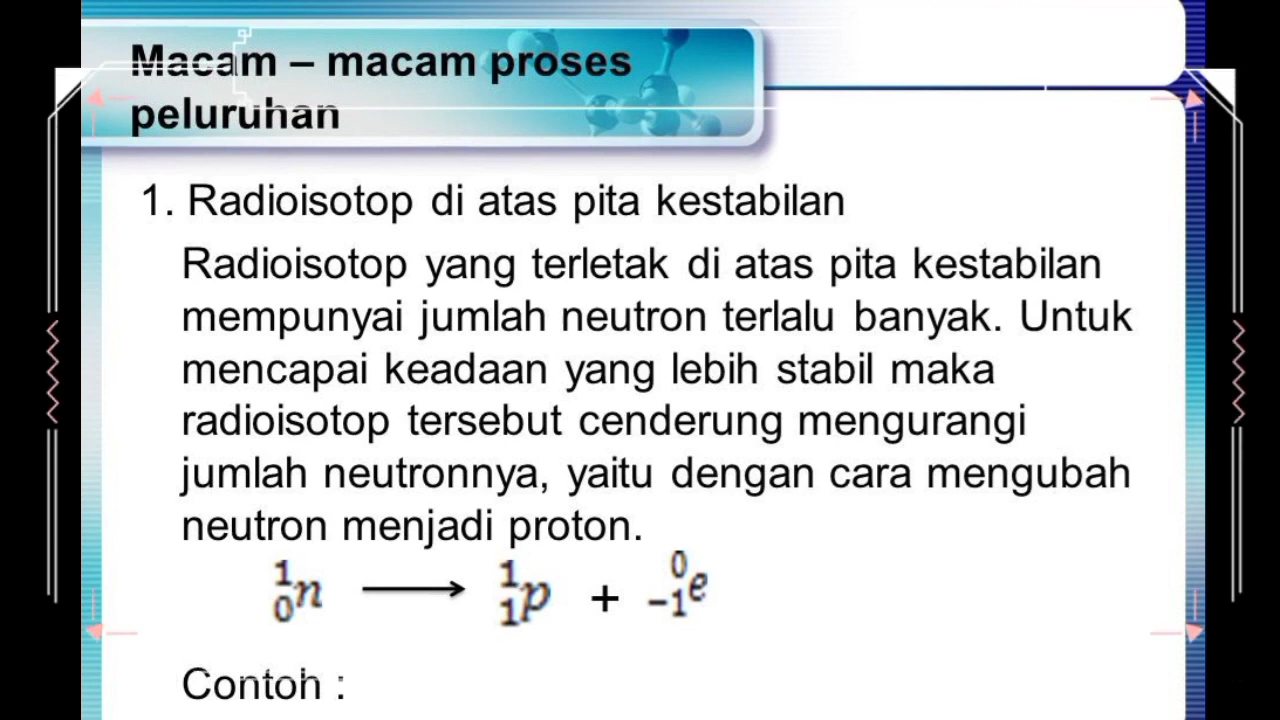 Macam – macam proses
peluruhan
1. Radioisotop di atas pita kestabilan
Radioisotop yang terletak di atas pita kestabilan
mempunyai jumlah neutron terlalu banyak. Untuk
mencapai keadaan yang lebih stabil maka
radioisotop tersebut cenderung mengurangi
jumlah neutronnya, yaitu dengan cara mengubah
neutron menjadi proton.
¹₀n ⟶ ¹₁p + ⁰₋₁e
Contoh :